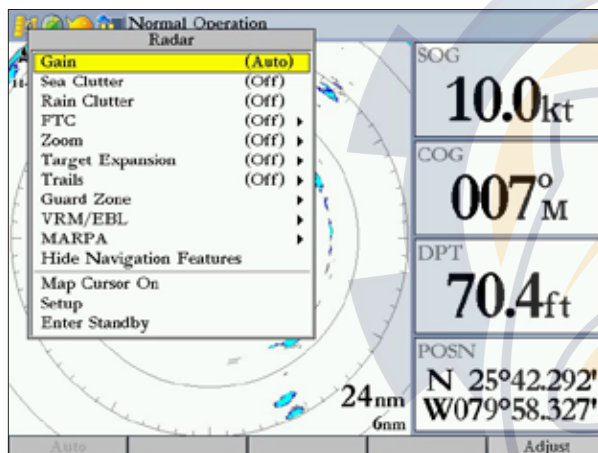 Normal Operation
Radar
Gain (Auto)
Sea Clutter (Off)
Rain Clutter (Off)
FTC (Off)
Zoom (Off)
Target Expansion (Off)
Trails (Off)
Guard Zone
VRM/EBL
MARPA
Hide Navigation Features
Map Cursor On
Setup
Enter Standby
24nm
6nm
SOG
10.0kt
COG
007°M
DPT
70.4ft
POSN
N 25°42.292'
W079°58.327'
Auto
Adjust